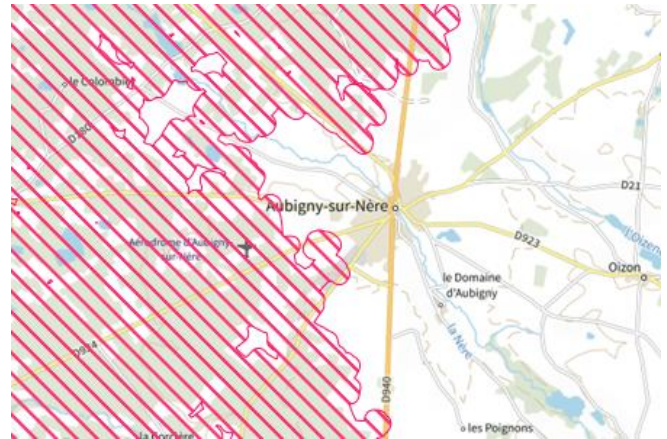 le Colombier
D180
Aubigny-sur-Nère
D21
l'Oizenotte
D923
Aérodrome d'Aubigny-
sur-Nère
Oizon
le Domaine
d'Aubigny
la Nère
D924
D940
la Gorcière
les Poignons